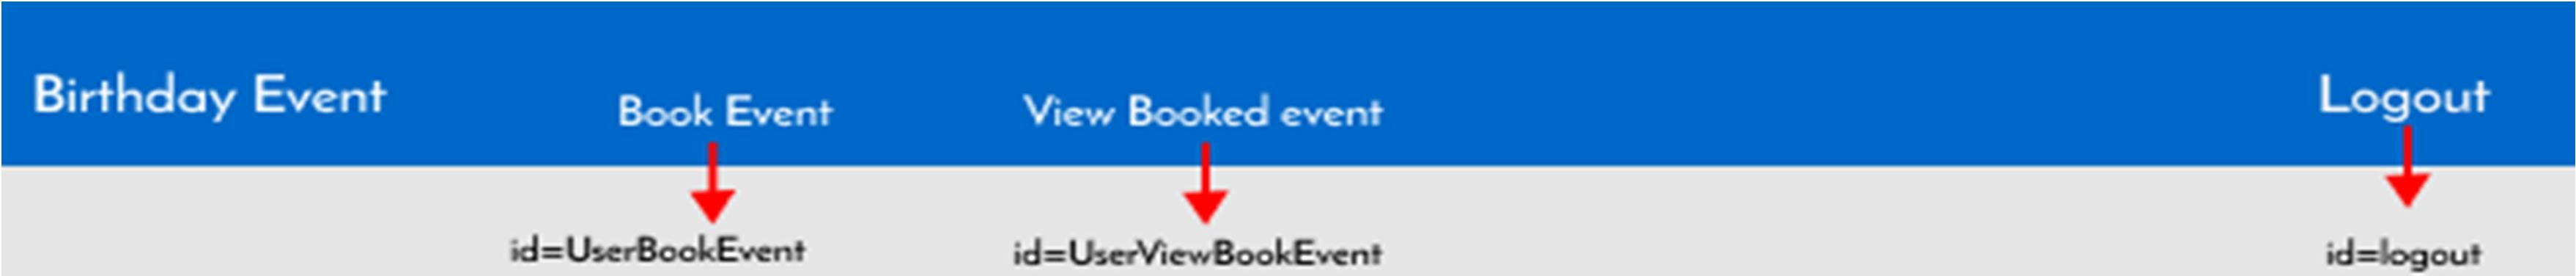 Birthday Event
Book Event
View Booked event
Logout
id=UserBookEvent
id=UserViewBookEvent
id=logout